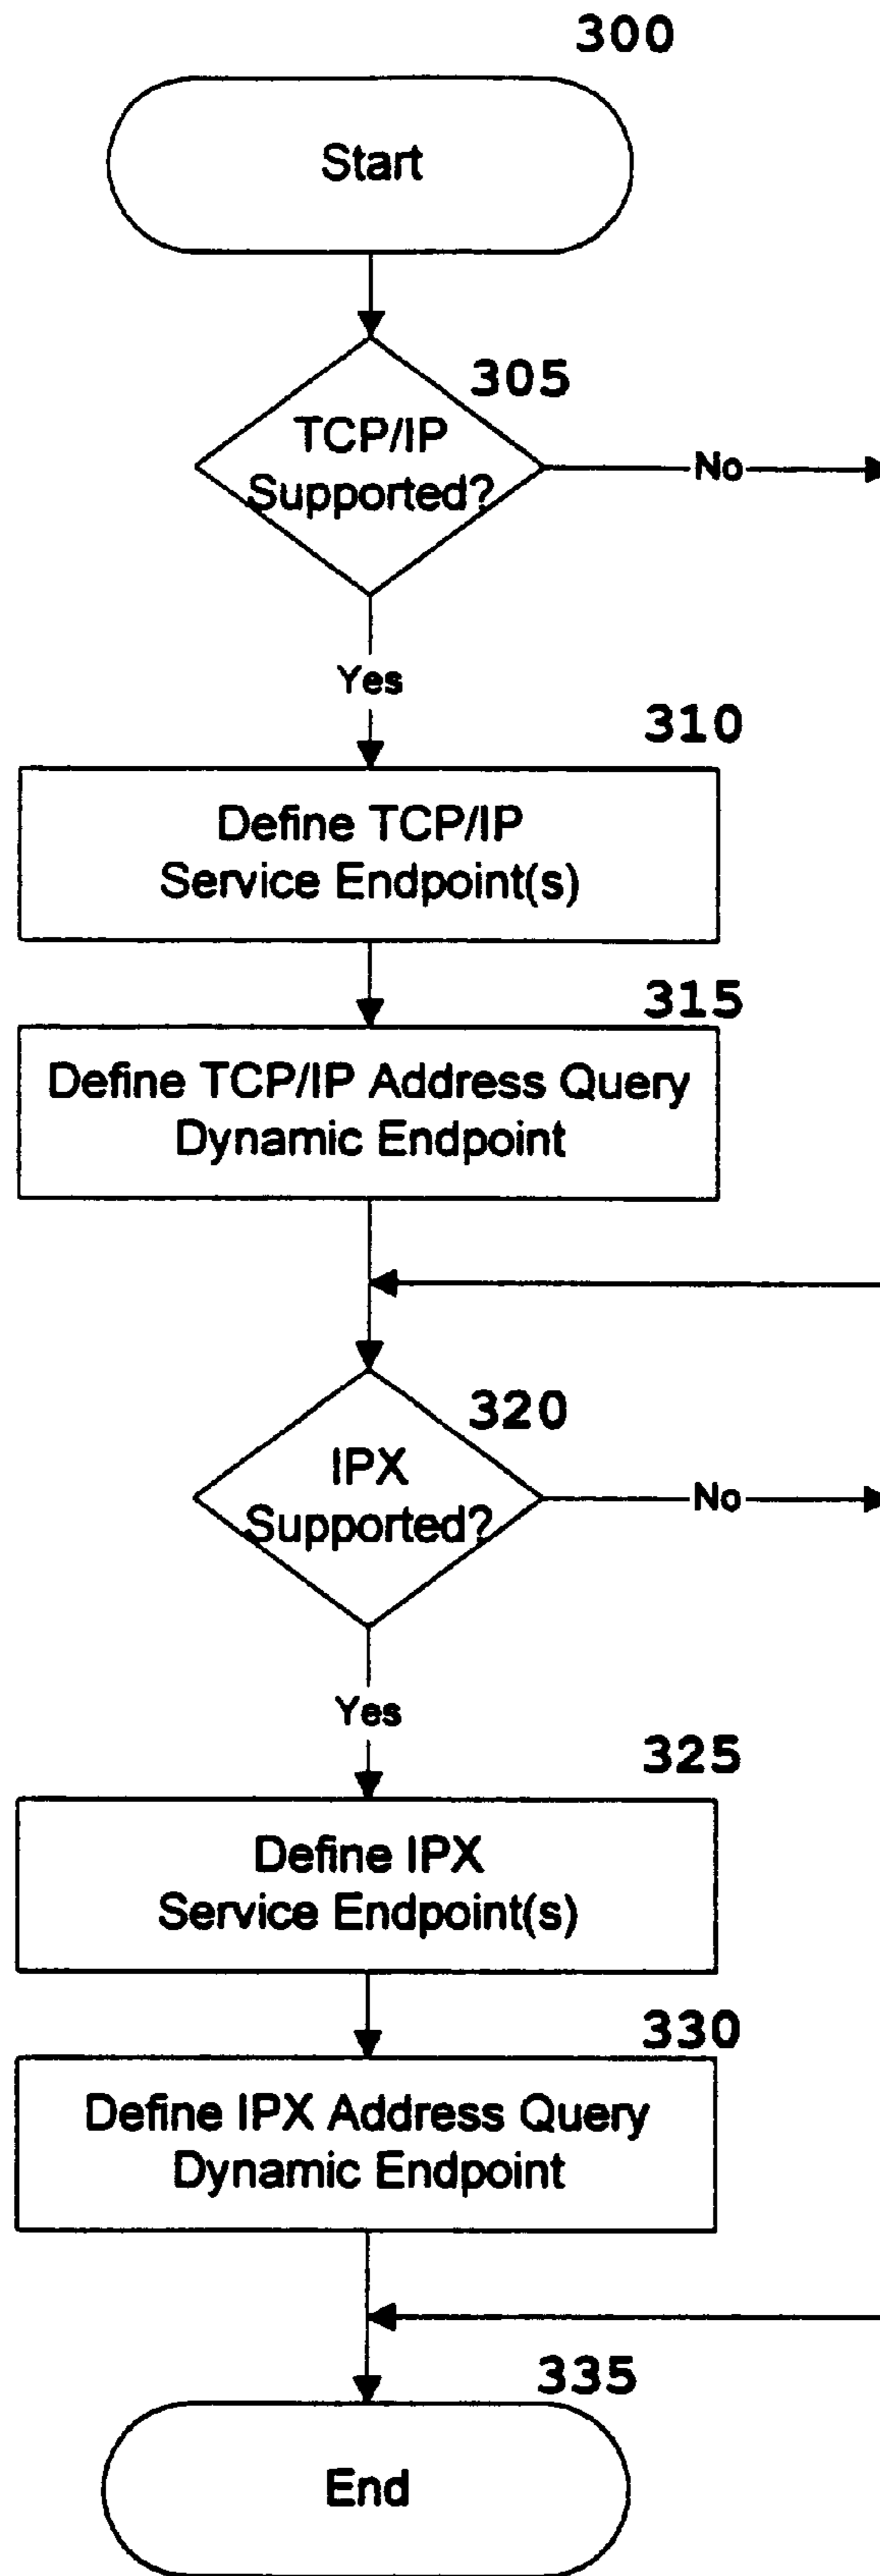 300
Start
305
TCP/IP
Supported?
No
Yes
310
Define TCP/IP
Service Endpoint(s)
315
Define TCP/IP Address Query
Dynamic Endpoint
320
IPX
Supported?
No
Yes
325
Define IPX
Service Endpoint(s)
330
Define IPX Address Query
Dynamic Endpoint
335
End